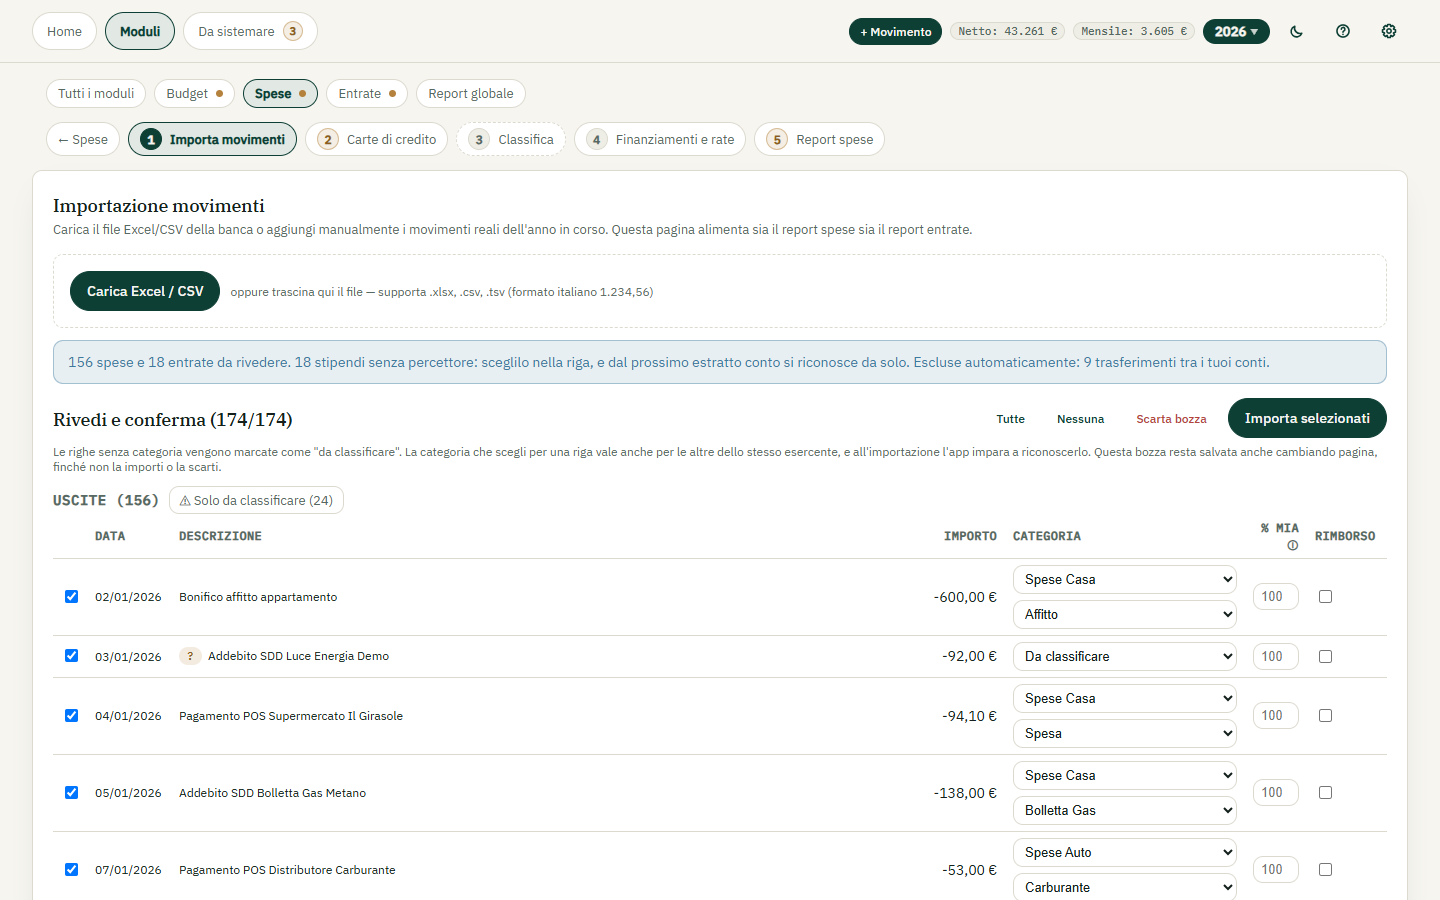 Home
Moduli
Da sistemare 3
+ Movimento
Netto: 43.261 €
Mensile: 3.605 €
2026 ▾
Tutti i moduli
Budget
Spese
Entrate
Report globale
← Spese
1 Importa movimenti
2 Carte di credito
3 Classifica
4 Finanziamenti e rate
5 Report spese
Importazione movimenti
Carica il file Excel/CSV della banca o aggiungi manualmente i movimenti reali dell'anno in corso. Questa pagina alimenta sia il report spese sia il report entrate.
Carica Excel / CSV
oppure trascina qui il file — supporta .xlsx, .csv, .tsv (formato italiano 1.234,56)
156 spese e 18 entrate da rivedere. 18 stipendi senza percettore: sceglilo nella riga, e dal prossimo estratto conto si riconosce da solo. Escluse automaticamente: 9 trasferimenti tra i tuoi conti.
Rivedi e conferma (174/174)
Tutte
Nessuna
Scarta bozza
Importa selezionati
Le righe senza categoria vengono marcate come "da classificare". La categoria che scegli per una riga vale anche per le altre dello stesso esercente, e all'importazione l'app impara a riconoscerlo. Questa bozza resta salvata anche cambiando pagina,
finché non la importi o la scarti.
USCITE (156)
⚠ Solo da classificare (24)
DATA DESCRIZIONE IMPORTO CATEGORIA % MIA ⓘ RIMBORSO
02/01/2026 Bonifico affitto appartamento -600,00 € Spese Casa 100
Affitto
03/01/2026 ? Addebito SDD Luce Energia Demo -92,00 € Da classificare 100
04/01/2026 Pagamento POS Supermercato Il Girasole -94,10 € Spese Casa 100
Spesa
05/01/2026 Addebito SDD Bolletta Gas Metano -138,00 € Spese Casa 100
Bolletta Gas
07/01/2026 Pagamento POS Distributore Carburante -53,00 € Spese Auto 100
Carburante